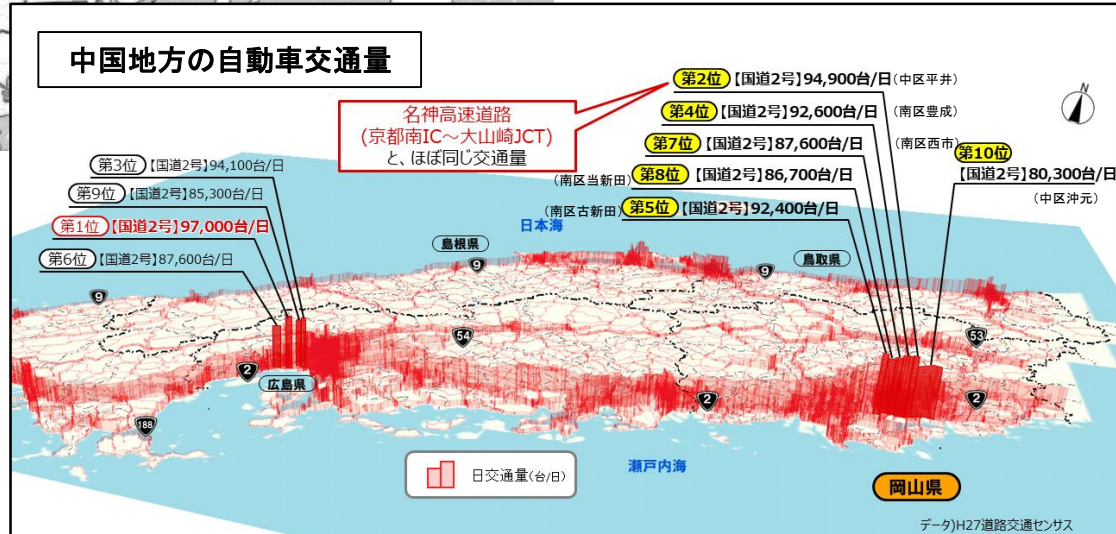 中国地方の自動車交通量
名神高速道路
(京都南IC～大山崎JCT)
と、ほぼ同じ交通量
第2位【国道2号】94,900台/日(中区平井)
第4位【国道2号】92,600台/日 (南区豊成)
第7位【国道2号】87,600台/日 (南区西市)
(南区当新田)第8位【国道2号】86,700台/日
(南区古新田)第5位【国道2号】92,400台/日
第10位
【国道2号】80,300台/日
(中区沖元)
第3位【国道2号】94,100台/日
第9位【国道2号】85,300台/日
第1位【国道2号】97,000台/日
第6位【国道2号】87,600台/日
日本海
島根県
鳥取県
9
9
9
54
53
2
広島県
2
2
188
瀬戸内海
日交通量(台/日)
岡山県
データ)H27道路交通センサス